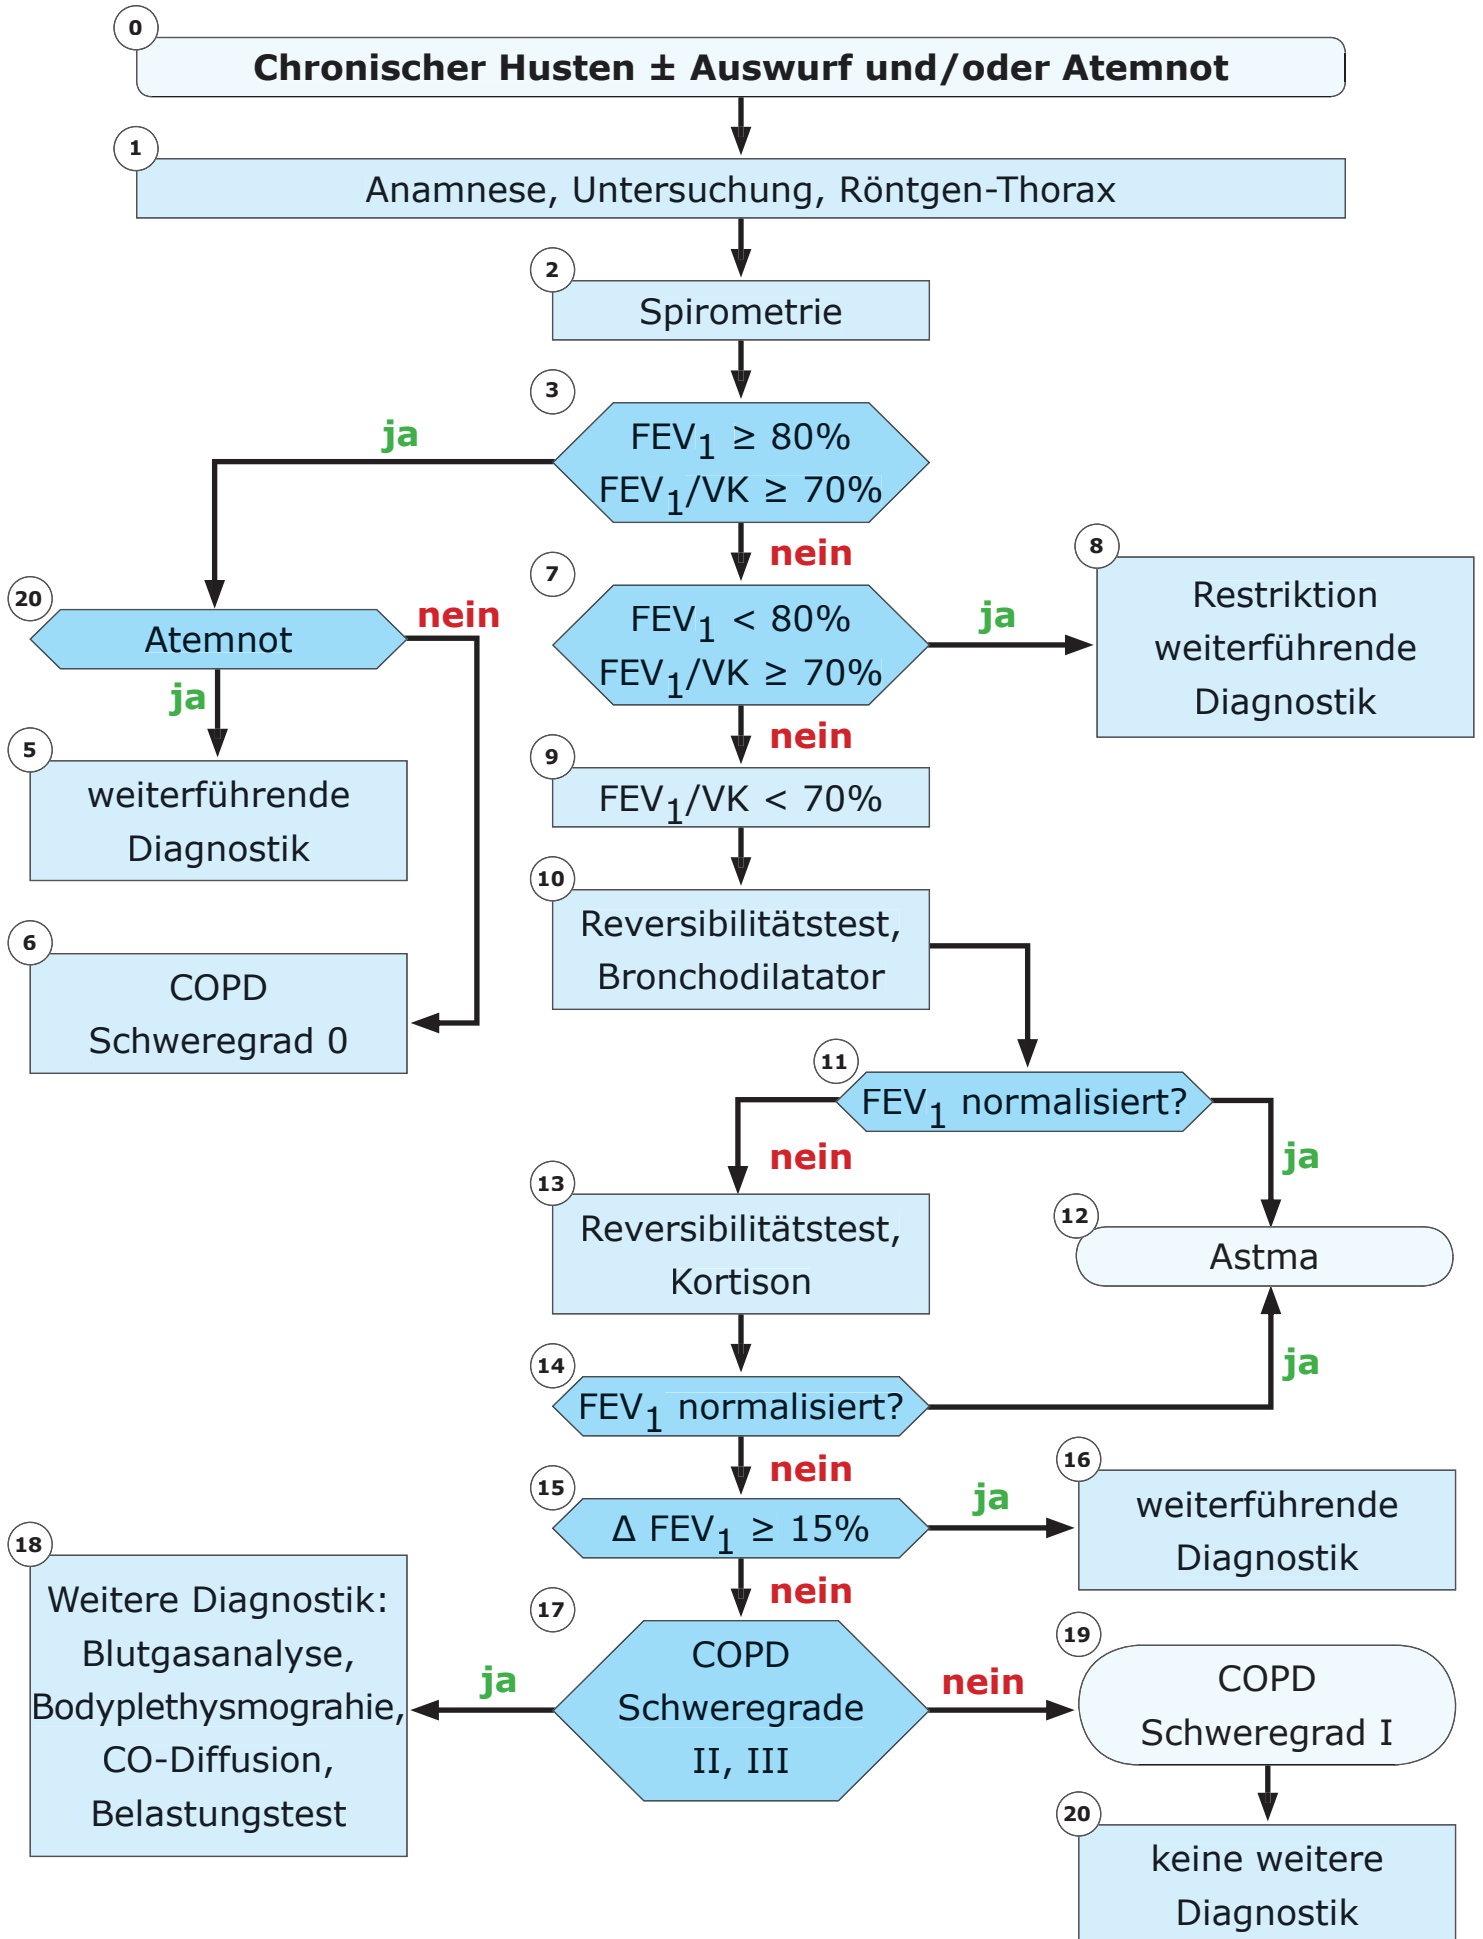 0
Chronischer Husten ± Auswurf und/oder Atemnot
1
Anamnese, Untersuchung, Röntgen-Thorax
2
Spirometrie
3
FEV1 ≥ 80%
FEV1/VK ≥ 70%
ja
nein
20
Atemnot
nein
ja
5
weiterführende
Diagnostik
6
COPD
Schweregrad 0
7
FEV1 < 80%
FEV1/VK ≥ 70%
ja
nein
8
Restriktion
weiterführende
Diagnostik
9
FEV1/VK < 70%
10
Reversibilitätstest,
Bronchodilatator
11
FEV1 normalisiert?
nein
ja
12
Astma
13
Reversibilitätstest,
Kortison
14
FEV1 normalisiert?
ja
nein
15
Δ FEV1 ≥ 15%
ja
nein
16
weiterführende
Diagnostik
17
COPD
Schweregrade
II, III
ja
nein
18
Weitere Diagnostik:
Blutgasanalyse,
Bodyplethysmograhie,
CO-Diffusion,
Belastungstest
19
COPD
Schweregrad I
20
keine weitere
Diagnostik